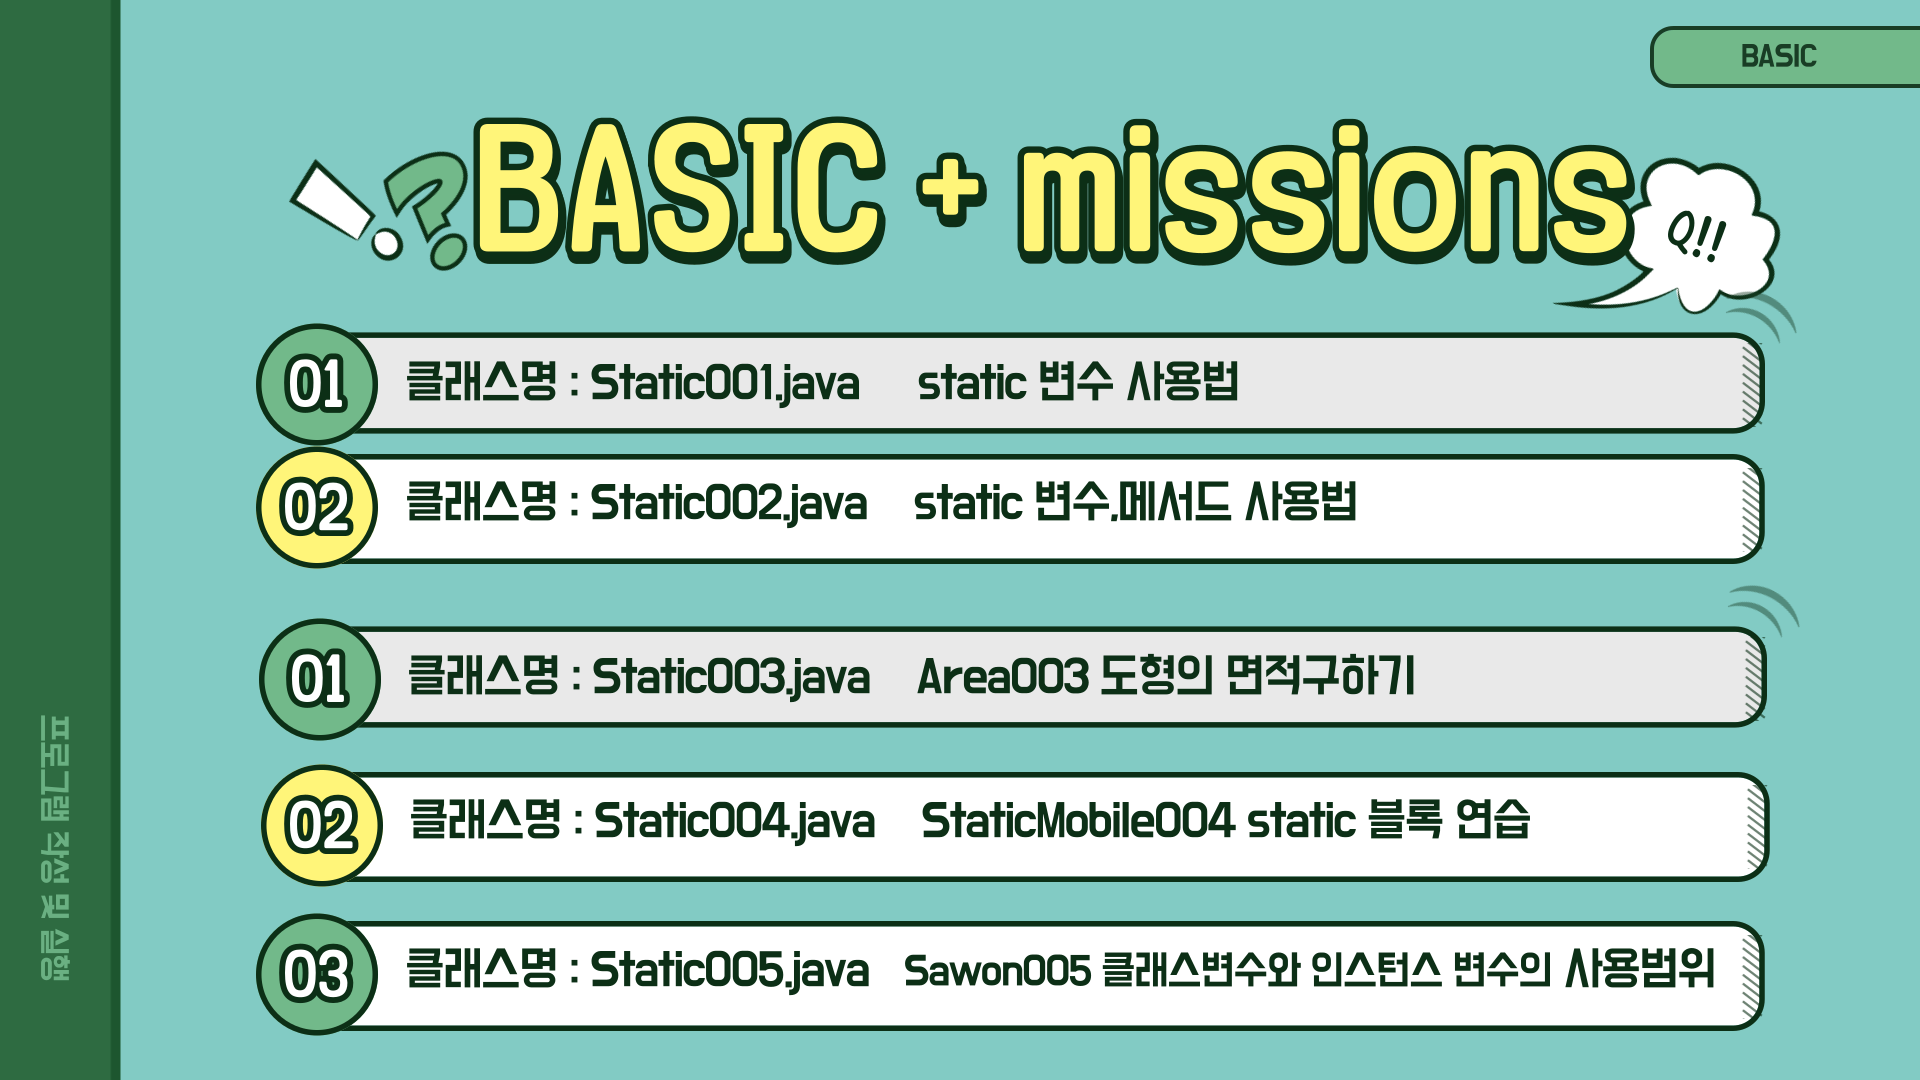 BASIC
BASIC + missions
Q!!
01 클래스명 : Static001.java static 변수 사용법
02 클래스명 : Static002.java static 변수,메서드 사용법
01 클래스명 : Static003.java Area003 도형의 면적구하기
02 클래스명 : Static004.java StaticMobile004 static 블록 연습
03 클래스명 : Static005.java Sawon005 클래스변수와 인스턴스 변수의 사용범위
프로그램 작성 및 실행